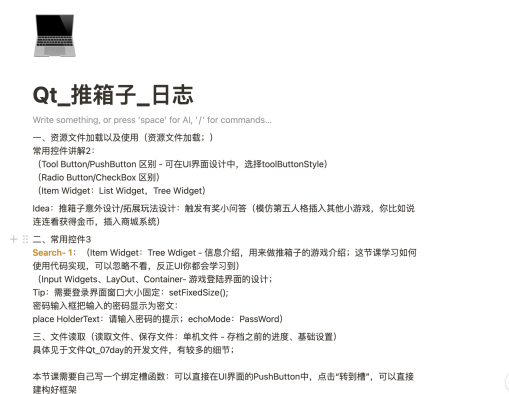 Qt_推箱子_日志
Write something, or press 'space' for AI, '/' for commands...
一、资源文件加载以及使用（资源文件加载；）
常用控件讲解2：
（Tool Button/PushButton 区别 - 可在UI界面设计中，选择toolButtonStyle）
（Radio Button/CheckBox 区别）
（Item Widget：List Widget，Tree Widget）
Idea：推箱子意外设计/拓展玩法设计：触发有奖小问答（模仿第五人格插入其他小游戏，你比如说
连连看获得金币，插入商城系统）
二、常用控件3
Search- 1：（Item Widget：Tree Wdiget - 信息介绍，用来做推箱子的游戏介绍；这节课学习如何
使用代码实现，可以忽略不看，反正UI你都会学习到）
（Input Widgets、LayOut、Container- 游戏登陆界面的设计；
Tip：需要登录界面窗口大小固定：setFixedSize();
密码输入框把输入的密码显示为密文：
place HolderText：请输入密码的提示；echoMode：PassWord）
三、文件读取（读取文件、保存文件：单机文件 - 存档之前的进度、基础设置）
具体见于文件Qt_07day的开发文件，有较多的细节；
本节课需要自己写一个绑定槽函数：可以直接在UI界面的PushButton中，点击“转到槽”，可以直接
建构好框架